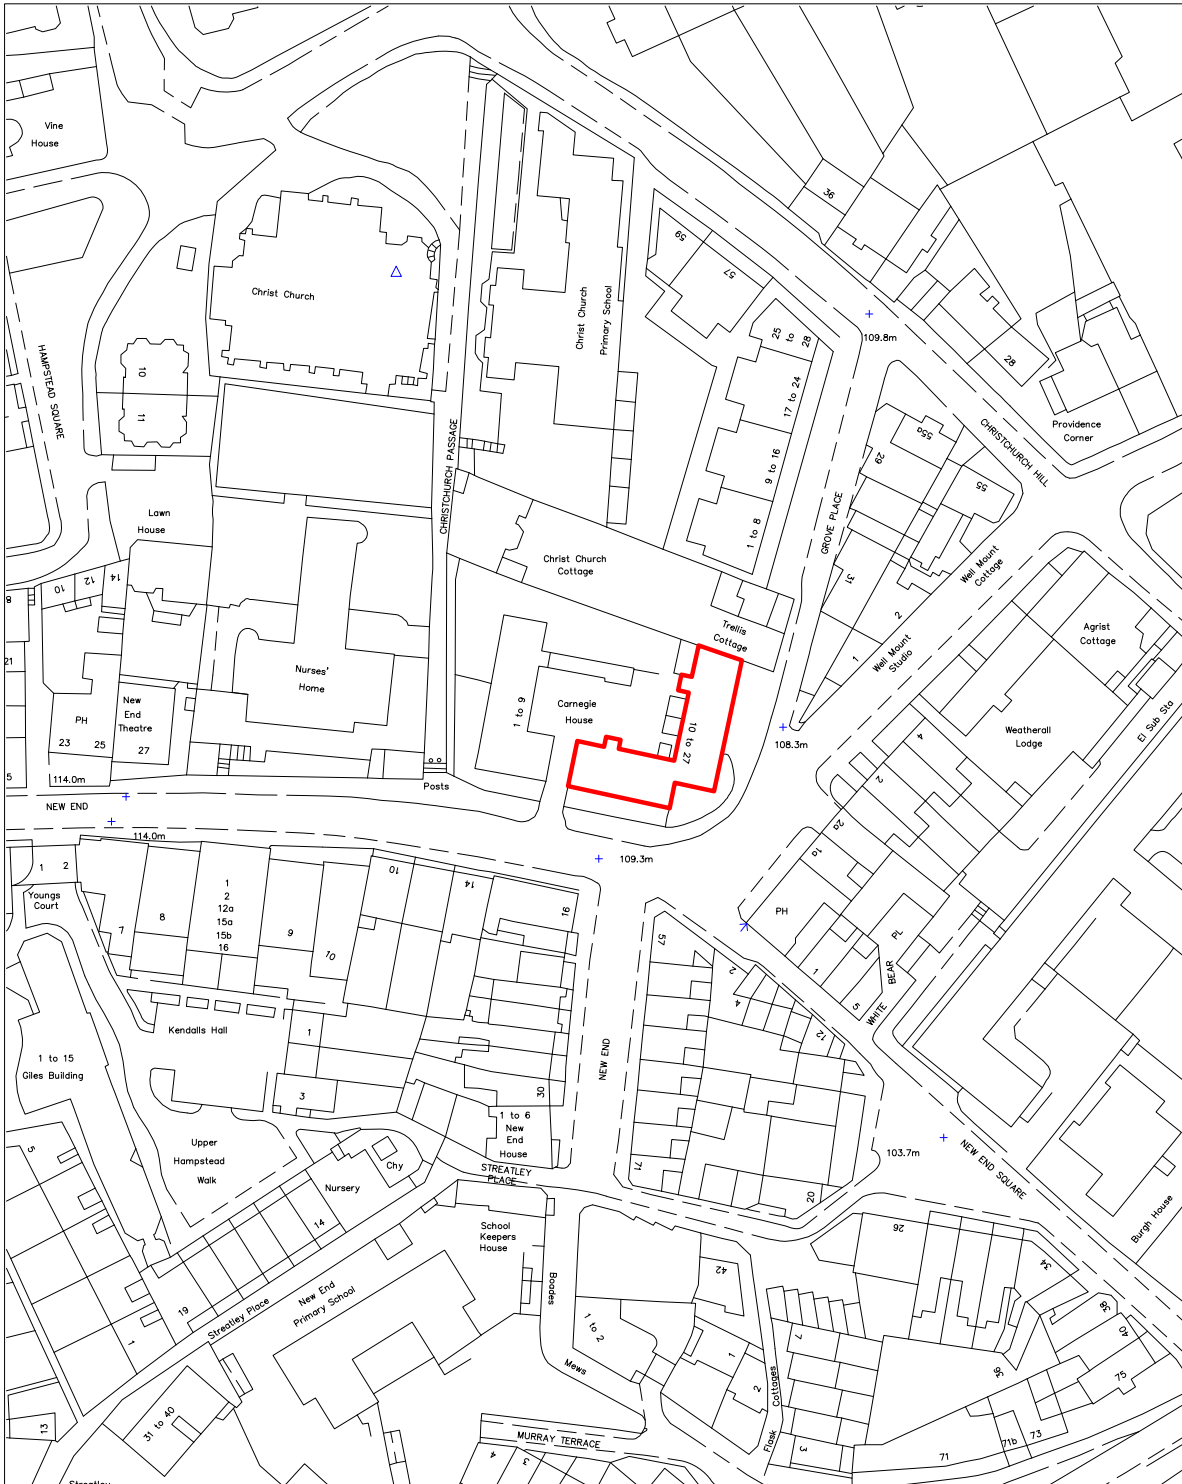 Vine
House
36
59
57
Christ Church
Christ Church
Primary School
25
to
28
109.8m
28
HAMPSTEAD SQUARE
10
11
17 to 24
Providence
Corner
CHRISTCHURCH HILL
55a
29
55
CHRISTCHURCH PASSAGE
9 to 16
Lawn
House
1 to 8
GROVE PLACE
Christ Church
Cottage
Well Mount
Cottage
10
12
14
8
31
2
1
Trellis
Cottage
Well Mount
Studio
Agrist
Cottage
21
Nurses'
Home
New
End
Theatre
PH
23
25
27
1 to 6
Carnegie
House
10 to 27
108.3m
Weatherall
Lodge
El Sub Sta
4
2
5
114.0m
Posts
NEW END
114.0m
109.3m
2a
1a
1
2
Youngs
Court
7
8
1
2
12a
15a
15b
16
9
10
10
14
16
57
PH
PL
1
5
WHITE
BEAR
2
4
12
Kendalls Hall
1
3
NEW END
30
1 to 15
Giles Building
1 to 6
New
End
House
STREATLEY
PLACE
71
20
103.7m
NEW END SQUARE
5
Upper
Hampstead
Walk
Chy
Nursery
14
School
Keepers
House
Burgh House
26
34
42
Boades
Mews
19
Streatley Place
New End
Primary School
1
1 to 2
1
2
7
38
40
36
75
Flask
Cottages
13
31 to 40
MURRAY TERRACE
4
3
3
71
71b
73
Streatley